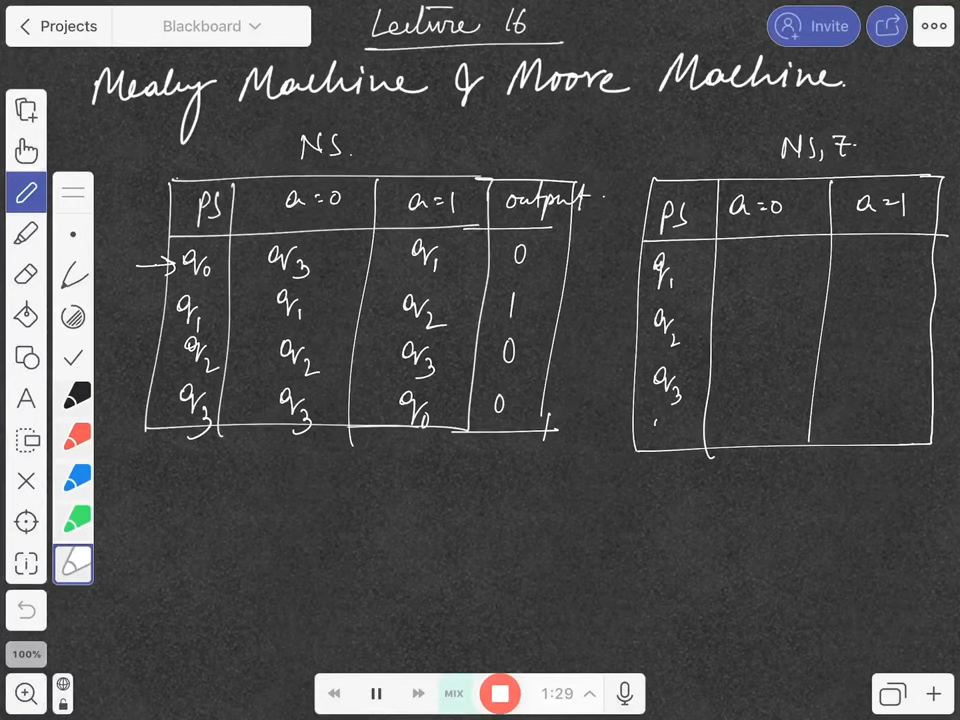 Projects
Blackboard
Lecture 16
Invite
Mealy Machine & Moore Machine.
NS.
NS, Z.
PS a=0 a=1 output
q0 q3 q1 0
q1 q1 q2 1
q2 q2 q3 0
q3 q3 q0 0
PS a=0 a=1
q1
q2
q3
A
100%
MIX
1:29